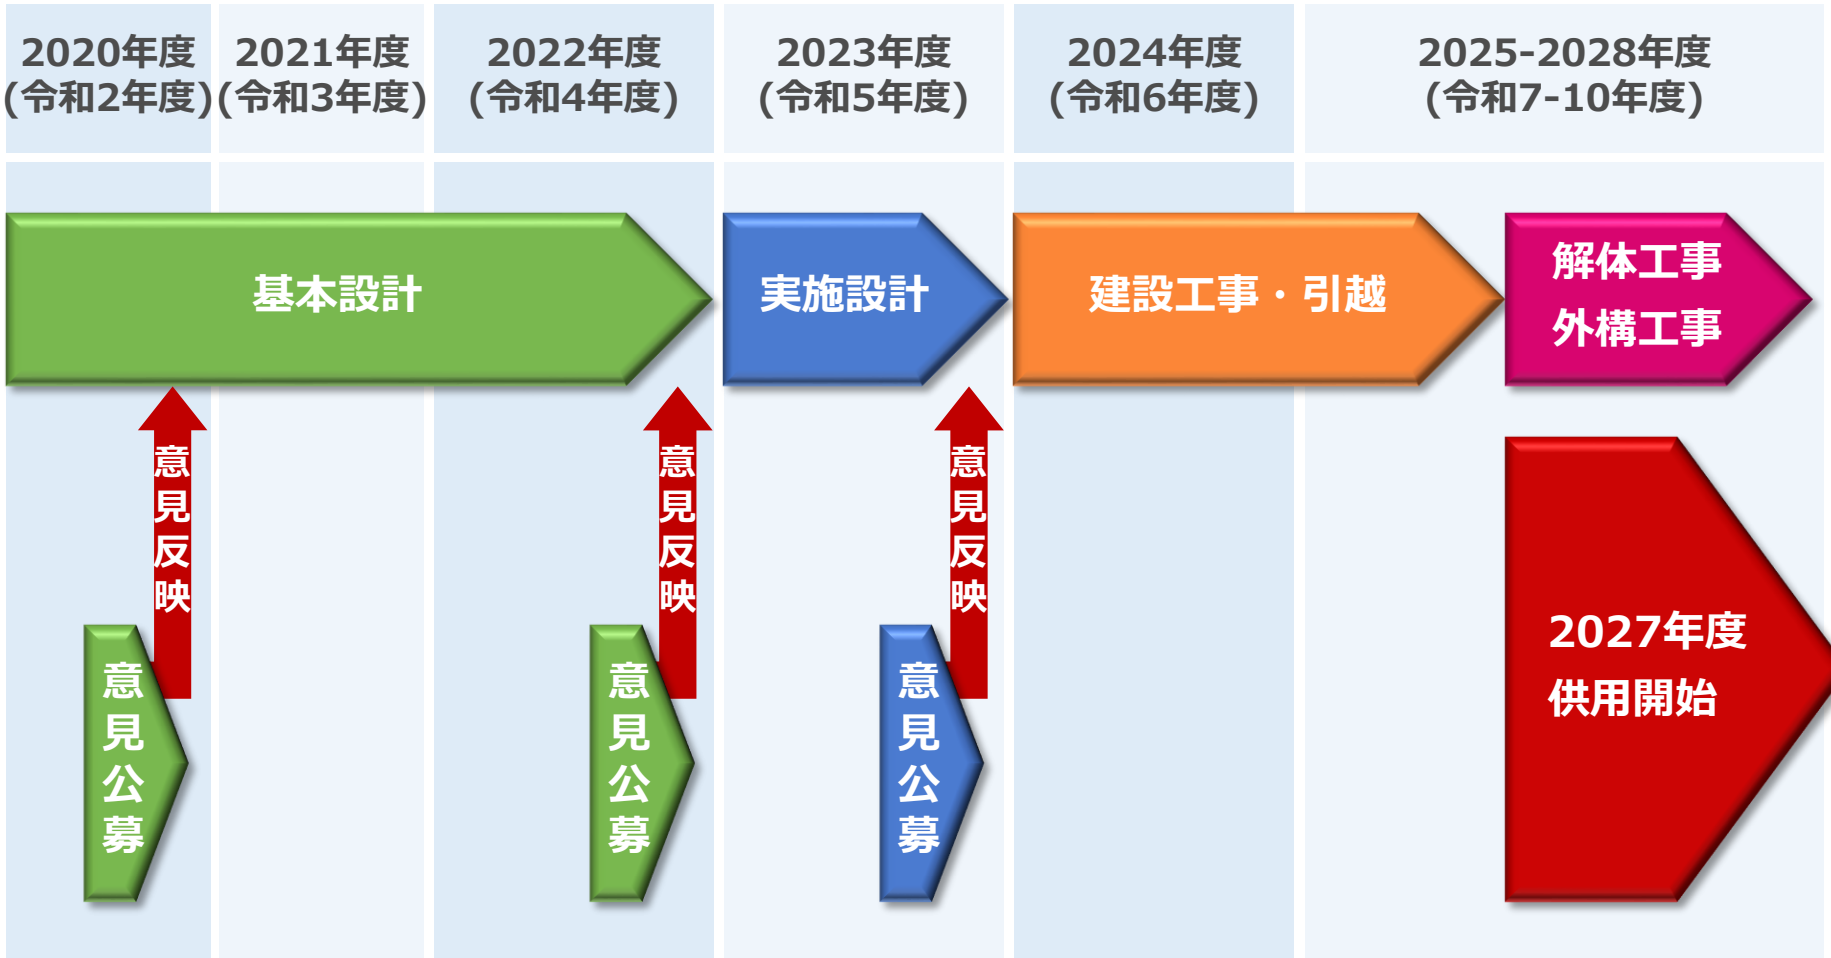 2020年度
(令和2年度)
2021年度
(令和3年度)
2022年度
(令和4年度)
2023年度
(令和5年度)
2024年度
(令和6年度)
2025-2028年度
(令和7-10年度)
基本設計
実施設計
建設工事・引越
解体工事
外構工事
意見反映
意見反映
意見反映
意見公募
意見公募
意見公募
2027年度
供用開始